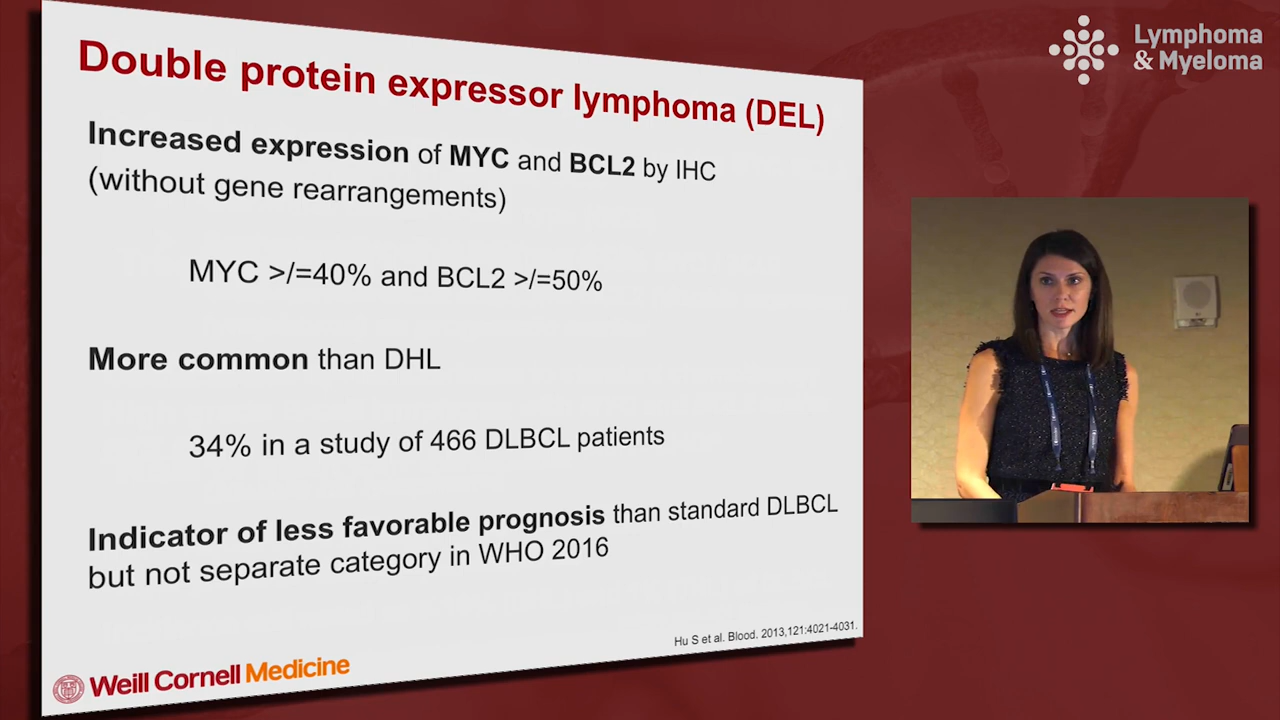 Double protein expressor lymphoma (DEL)
Increased expression of MYC and BCL2 by IHC
(without gene rearrangements)
MYC >/=40% and BCL2 >/=50%
More common than DHL
34% in a study of 466 DLBCL patients
Indicator of less favorable prognosis than standard DLBCL
but not separate category in WHO 2016
Hu S et al. Blood. 2013,121:4021-4031.
Weill Cornell Medicine
Lymphoma
& Myeloma